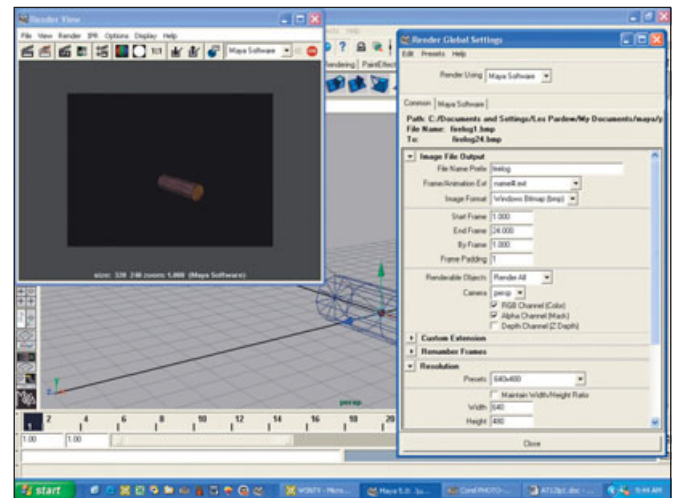 Render View
File View Render IPR Options Display Help
1:1 Maya Software
size: 320 240 zoom: 1.000 (Maya Software)
Rendering PaintEffect
persp
2 4 6 8 10 12 14 16 18 20
1
1.00 1.00
Render Global Settings
Edit Presets Help
Render Using Maya Software
Common Maya Software
Path: C:/Documents and Settings/Les Pardew/My Documents/maya/p
File Name: firelog1.bmp
To: firelog24.bmp
Image File Output
File Name Prefix firelog
Frame/Animation Ext name#.ext
Image Format Windows Bitmap (bmp)
Start Frame 1.000
End Frame 24.000
By Frame 1.000
Frame Padding 1
Renderable Objects Render All
Camera persp
RGB Channel (Color)
Alpha Channel (Mask)
Depth Channel (Z Depth)
Custom Extension
Renumber Frames
Resolution
Presets 640x480
Maintain Width/Height Ratio
Width 640
Height 480
Close
start
Maya 5.0:
Corel PHOTO-...
9:44 AM